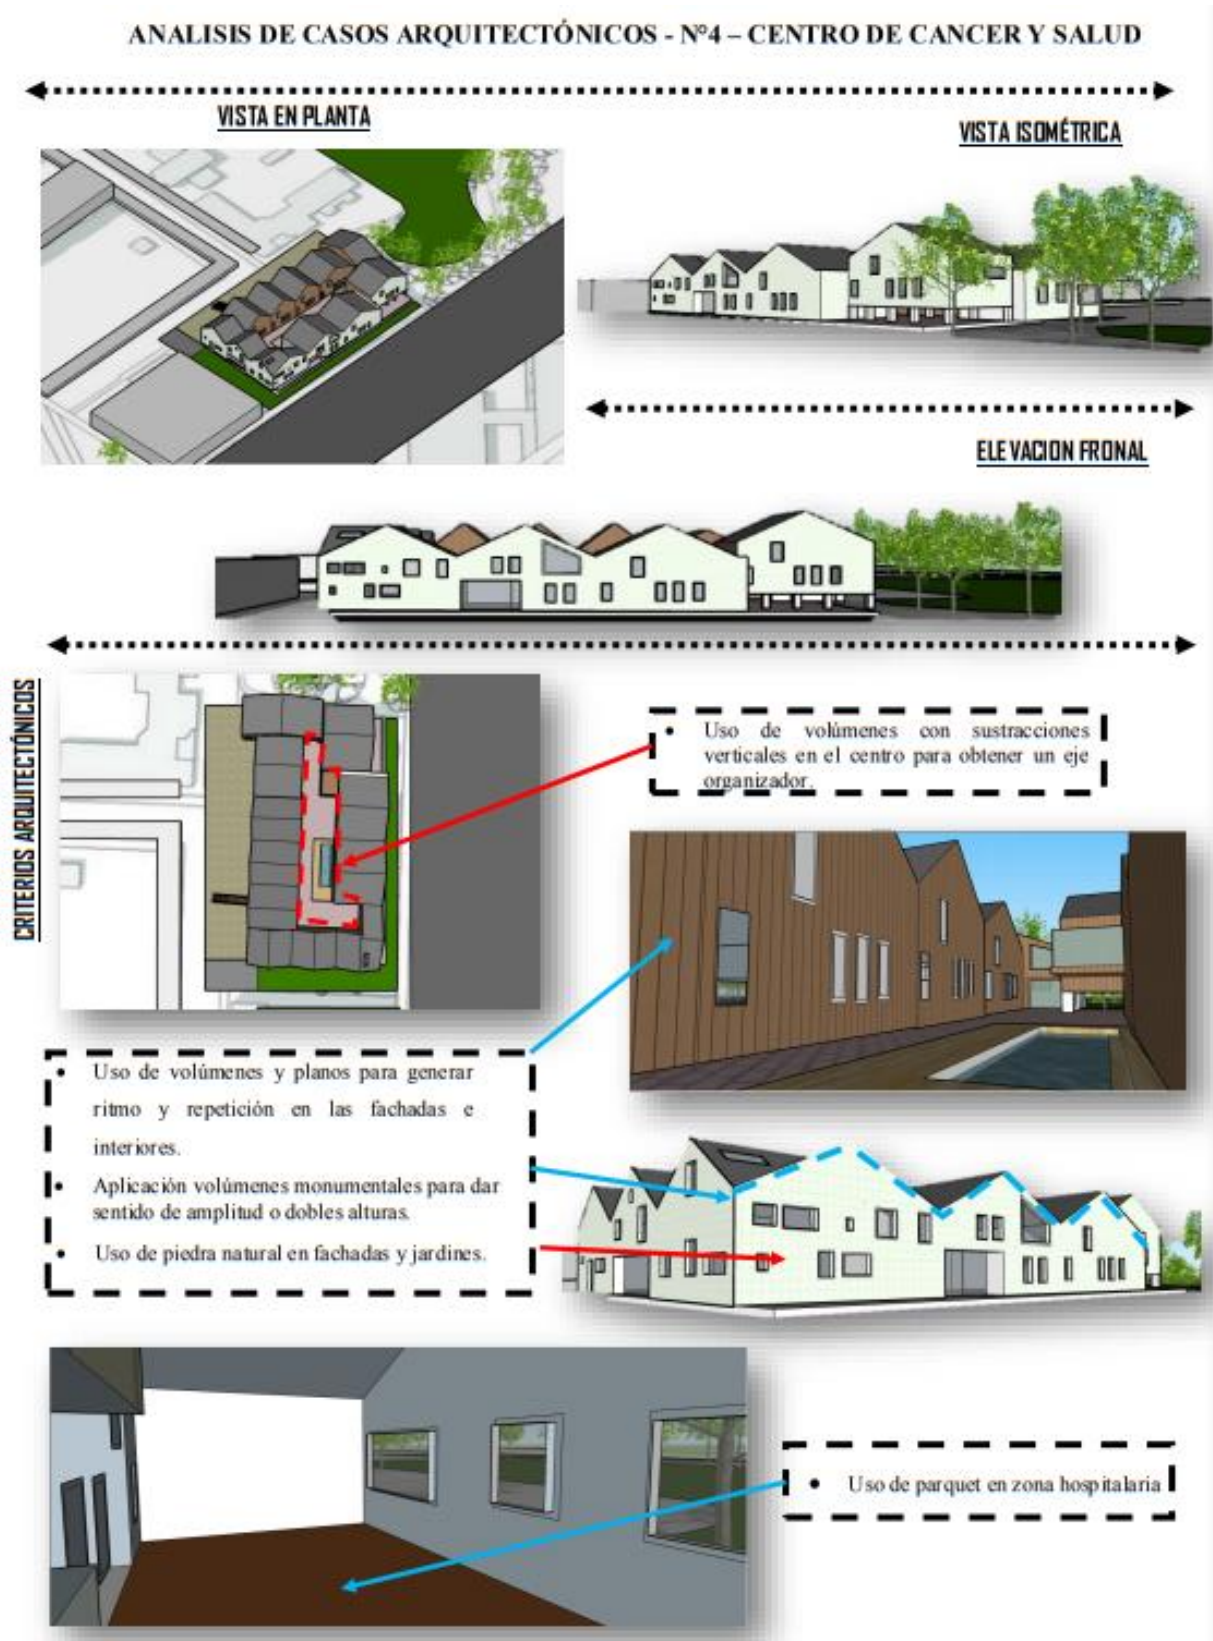 ANALISIS DE CASOS ARQUITECTÓNICOS - Nº4 – CENTRO DE CANCER Y SALUD
VISTA EN PLANTA
VISTA ISOMÉTRICA
ELEVACION FRONAL
CRITERIOS ARQUITECTÓNICOS
• Uso de volúmenes con sustracciones
verticales en el centro para obtener un eje
organizador.
• Uso de volúmenes y planos para generar
ritmo y repetición en las fachadas e
interiores.
• Aplicación volúmenes monumentales para dar
sentido de amplitud o dobles alturas.
• Uso de piedra natural en fachadas y jardines.
• Uso de parquet en zona hospitalaria